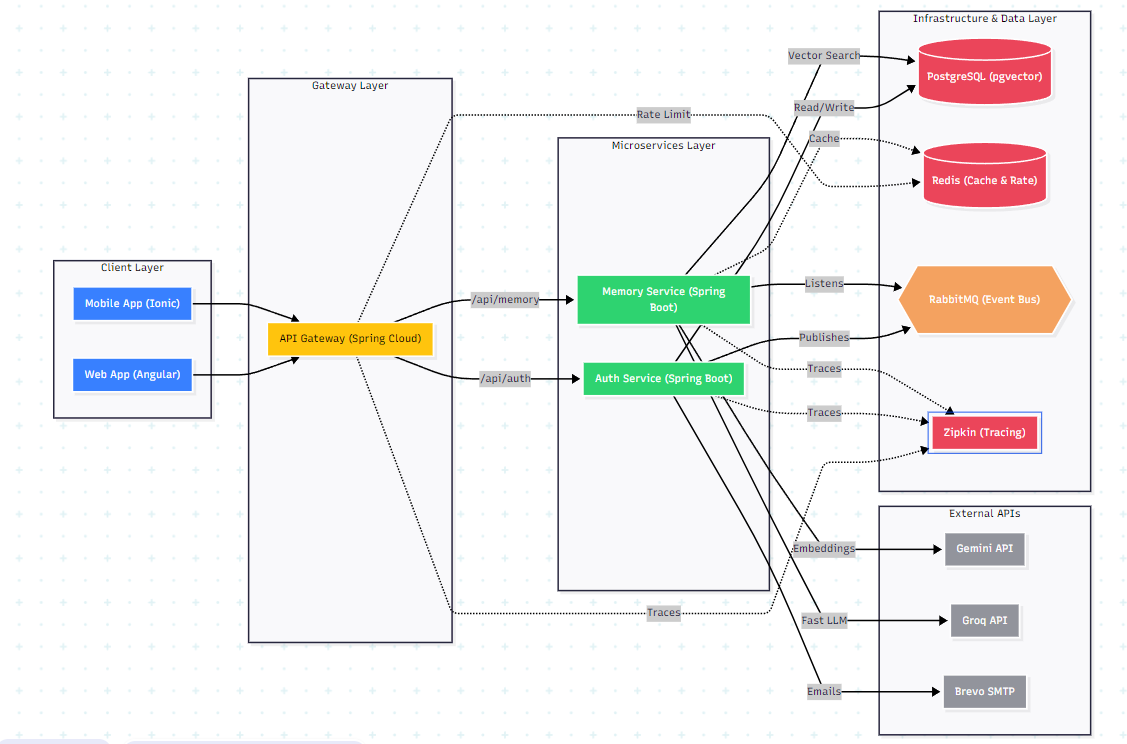 Infrastructure & Data Layer
Vector Search
PostgreSQL (pgvector)
Gateway Layer
Read/Write
Rate Limit
Cache
Microservices Layer
Redis (Cache & Rate)
Client Layer
Mobile App (Ionic)
/api/memory
Memory Service (Spring
Boot)
Listens
RabbitMQ (Event Bus)
API Gateway (Spring Cloud)
Publishes
Web App (Angular)
/api/auth
Auth Service (Spring Boot)
Traces
Traces
Zipkin (Tracing)
External APIs
Embeddings
Gemini API
Traces
Fast LLM
Groq API
Emails
Brevo SMTP